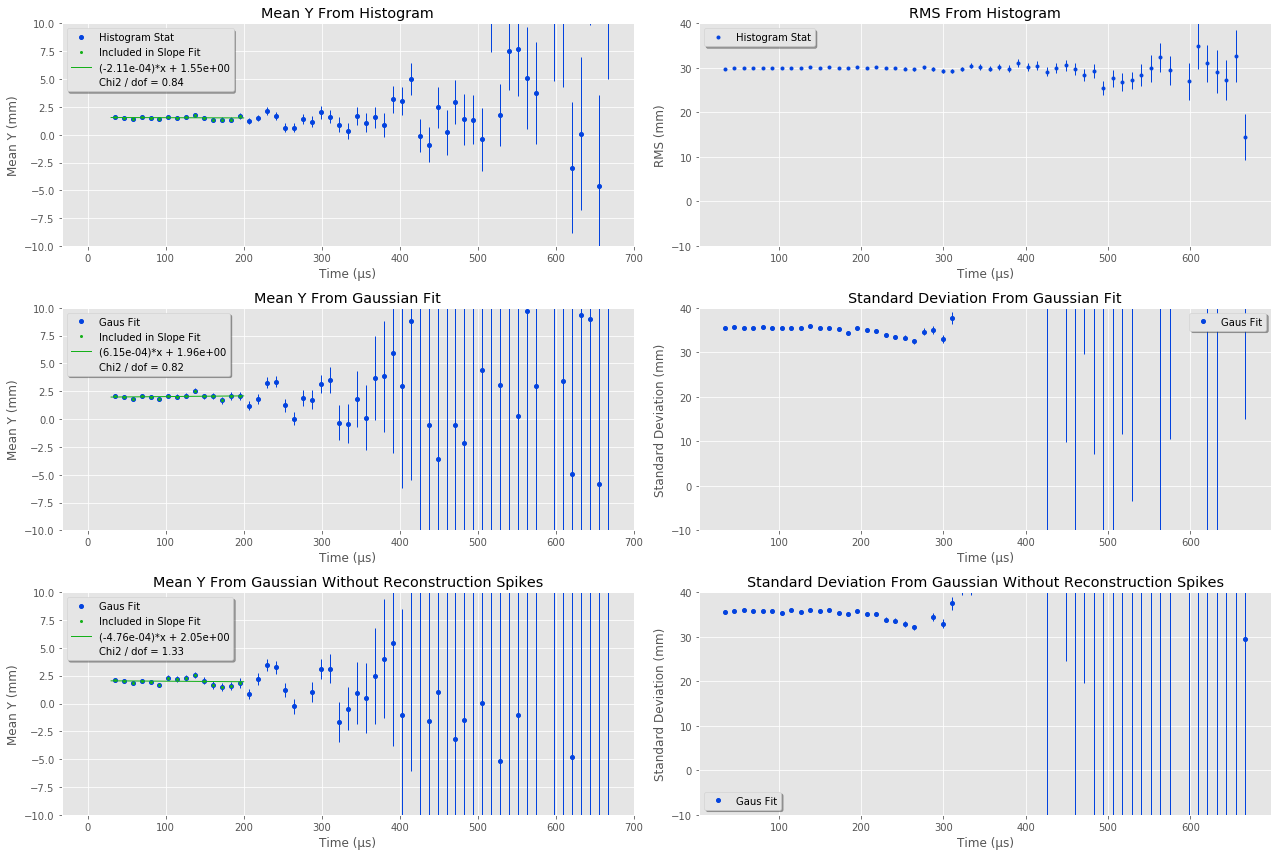 Mean Y From Histogram
Histogram Stat
Included in Slope Fit
(-2.11e-04)*x + 1.55e+00
Chi2 / dof = 0.84
10.0
7.5
5.0
2.5
0.0
−2.5
−5.0
−7.5
−10.0
Mean Y (mm)
0 100 200 300 400 500 600 700
Time (μs)
RMS From Histogram
Histogram Stat
40
30
20
10
0
−10
RMS (mm)
100 200 300 400 500 600
Time (μs)
Mean Y From Gaussian Fit
Gaus Fit
Included in Slope Fit
(6.15e-04)*x + 1.96e+00
Chi2 / dof = 0.82
10.0
7.5
5.0
2.5
0.0
−2.5
−5.0
−7.5
−10.0
Mean Y (mm)
0 100 200 300 400 500 600 700
Time (μs)
Standard Deviation From Gaussian Fit
Gaus Fit
40
30
20
10
0
−10
Standard Deviation (mm)
100 200 300 400 500 600
Time (μs)
Mean Y From Gaussian Without Reconstruction Spikes
Gaus Fit
Included in Slope Fit
(-4.76e-04)*x + 2.05e+00
Chi2 / dof = 1.33
10.0
7.5
5.0
2.5
0.0
−2.5
−5.0
−7.5
−10.0
Mean Y (mm)
0 100 200 300 400 500 600 700
Time (μs)
Standard Deviation From Gaussian Without Reconstruction Spikes
40
30
20
10
0
−10
Standard Deviation (mm)
Gaus Fit
100 200 300 400 500 600
Time (μs)